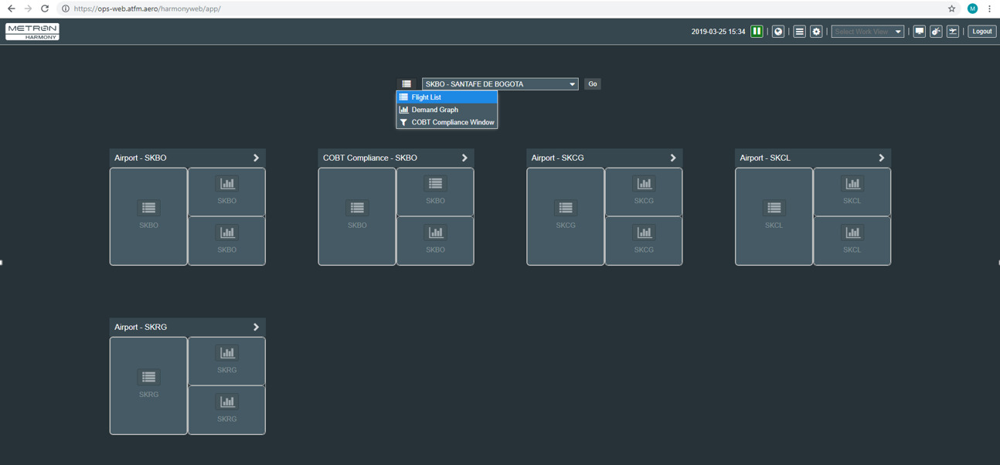 https://ops-web.atfm.aero/harmonyweb/app/
M
METRON
HARMONY
2019-03-25 15:34
Select Work View
Logout
SKBO - SANTAFE DE BOGOTA
Go
Flight List
Demand Graph
COBT Compliance Window
Airport - SKBO
COBT Compliance - SKBO
Airport - SKCG
Airport - SKCL
SKBO
SKBO
SKBO
SKBO
SKBO
SKBO
SKCG
SKCG
SKCG
SKCL
SKCL
SKCL
Airport - SKRG
SKRG
SKRG
SKRG